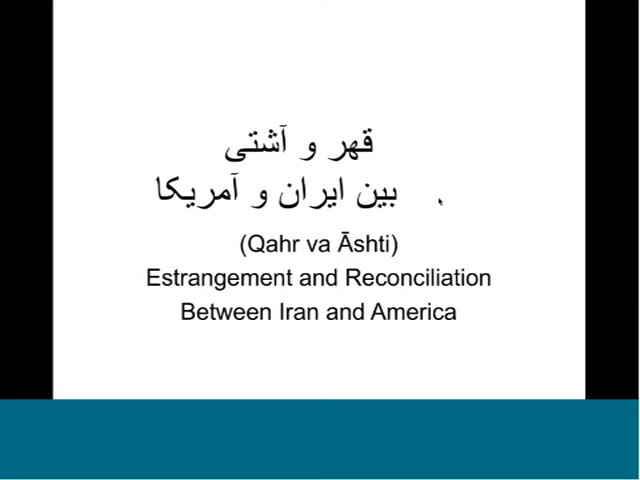 قهر و آشتی
بین ایران و آمریکا
(Qahr va Āshti)
Estrangement and Reconciliation
Between Iran and America